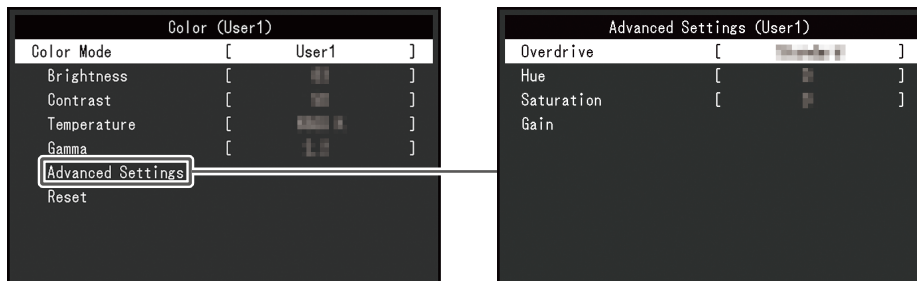 Color (User1)
Color Mode [ User1 ]
Brightness [ ]
Contrast [ ]
Temperature [ ]
Gamma [ ]
Advanced Settings
Reset
Advanced Settings (User1)
Overdrive [ ]
Hue [ ]
Saturation [ ]
Gain